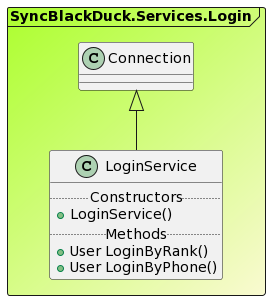 SyncBlackDuck.Services.Login
C Connection
C LoginService
Constructors
LoginService()
Methods
User LoginByRank()
User LoginByPhone()